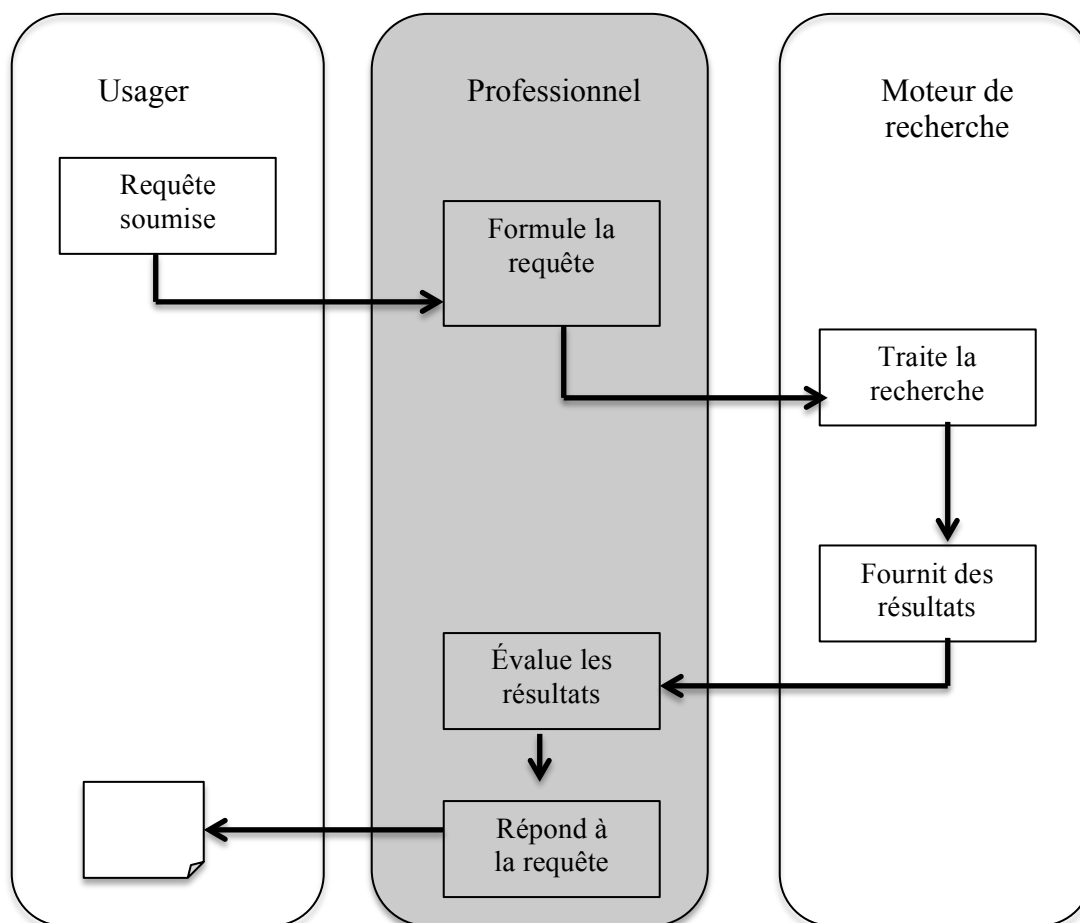 Usager
Professionnel
Moteur de
recherche
Requête
soumise
Formule la
requête
Traite la
recherche
Fournit des
résultats
Évalue les
résultats
Répond à
la requête